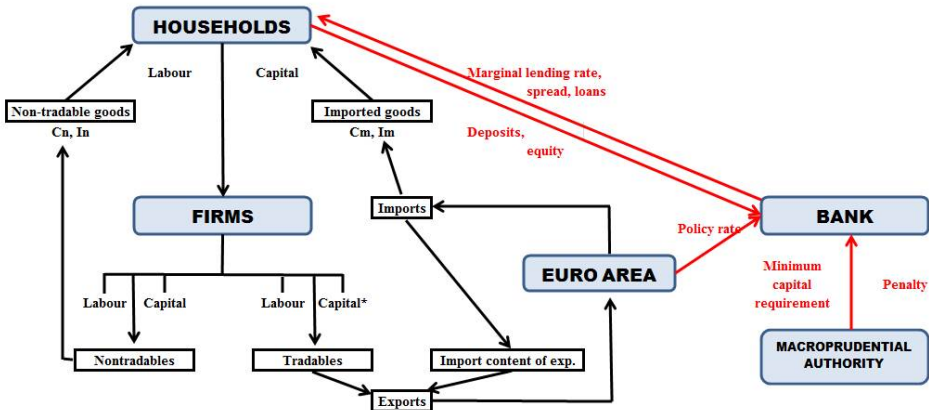 HOUSEHOLDS
Labour
Capital
Marginal lending rate,
spread, loans
Non-tradable goods
Imported goods
Cn, In
Cm, Im
Deposits,
equity
FIRMS
Imports
BANK
Policy rate
EURO AREA
Minimum
capital
requirement
Penalty
Labour
Capital
Labour
Capital*
MACROPRUDENTIAL
AUTHORITY
Nontradables
Tradables
Import content of exp.
Exports